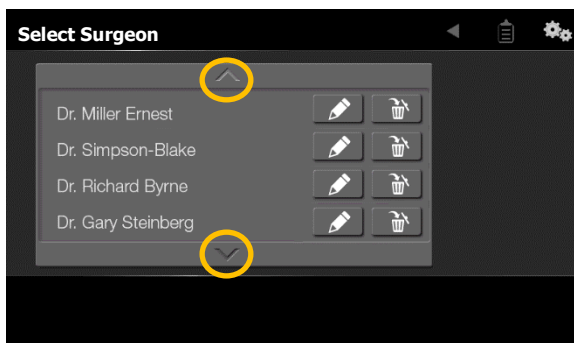 Select Surgeon
Dr. Miller Ernest
Dr. Simpson-Blake
Dr. Richard Byrne
Dr. Gary Steinberg